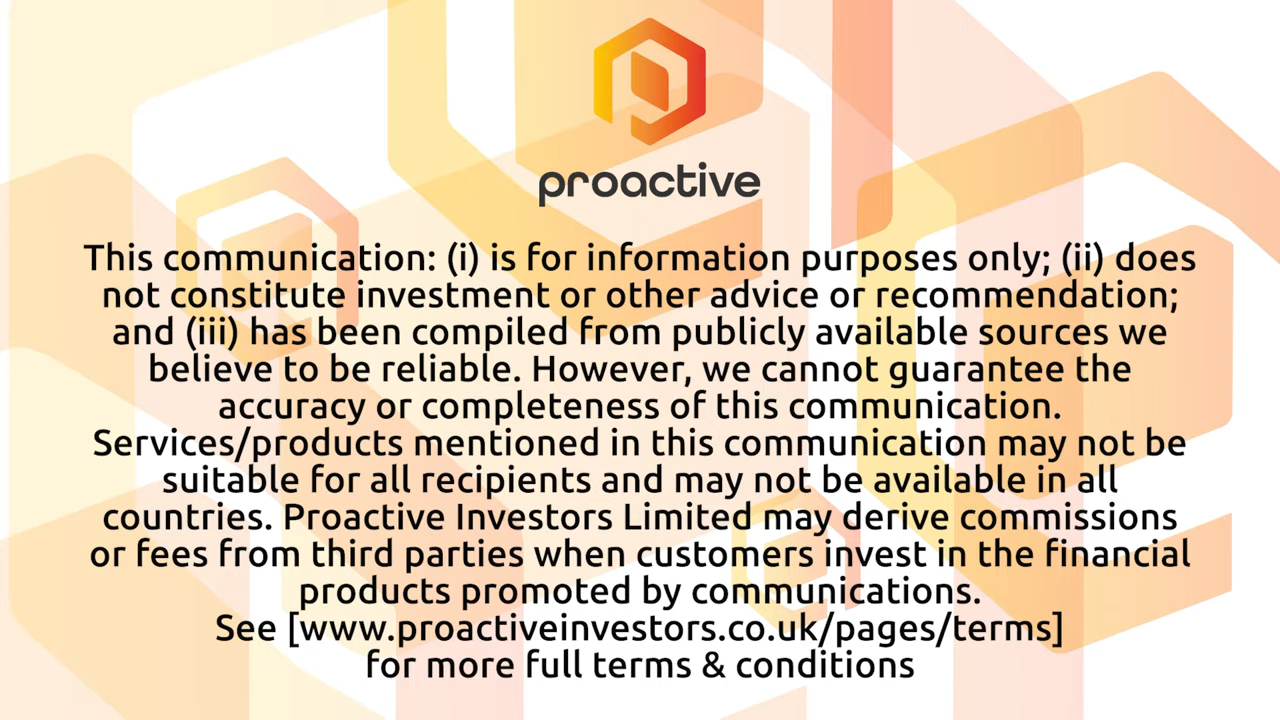 proactive
This communication: (i) is for information purposes only; (ii) does
not constitute investment or other advice or recommendation;
and (iii) has been compiled from publicly available sources we
believe to be reliable. However, we cannot guarantee the
accuracy or completeness of this communication.
Services/products mentioned in this communication may not be
suitable for all recipients and may not be available in all
countries. Proactive Investors Limited may derive commissions
or fees from third parties when customers invest in the financial
products promoted by communications.
See [www.proactiveinvestors.co.uk/pages/terms]
for more full terms & conditions